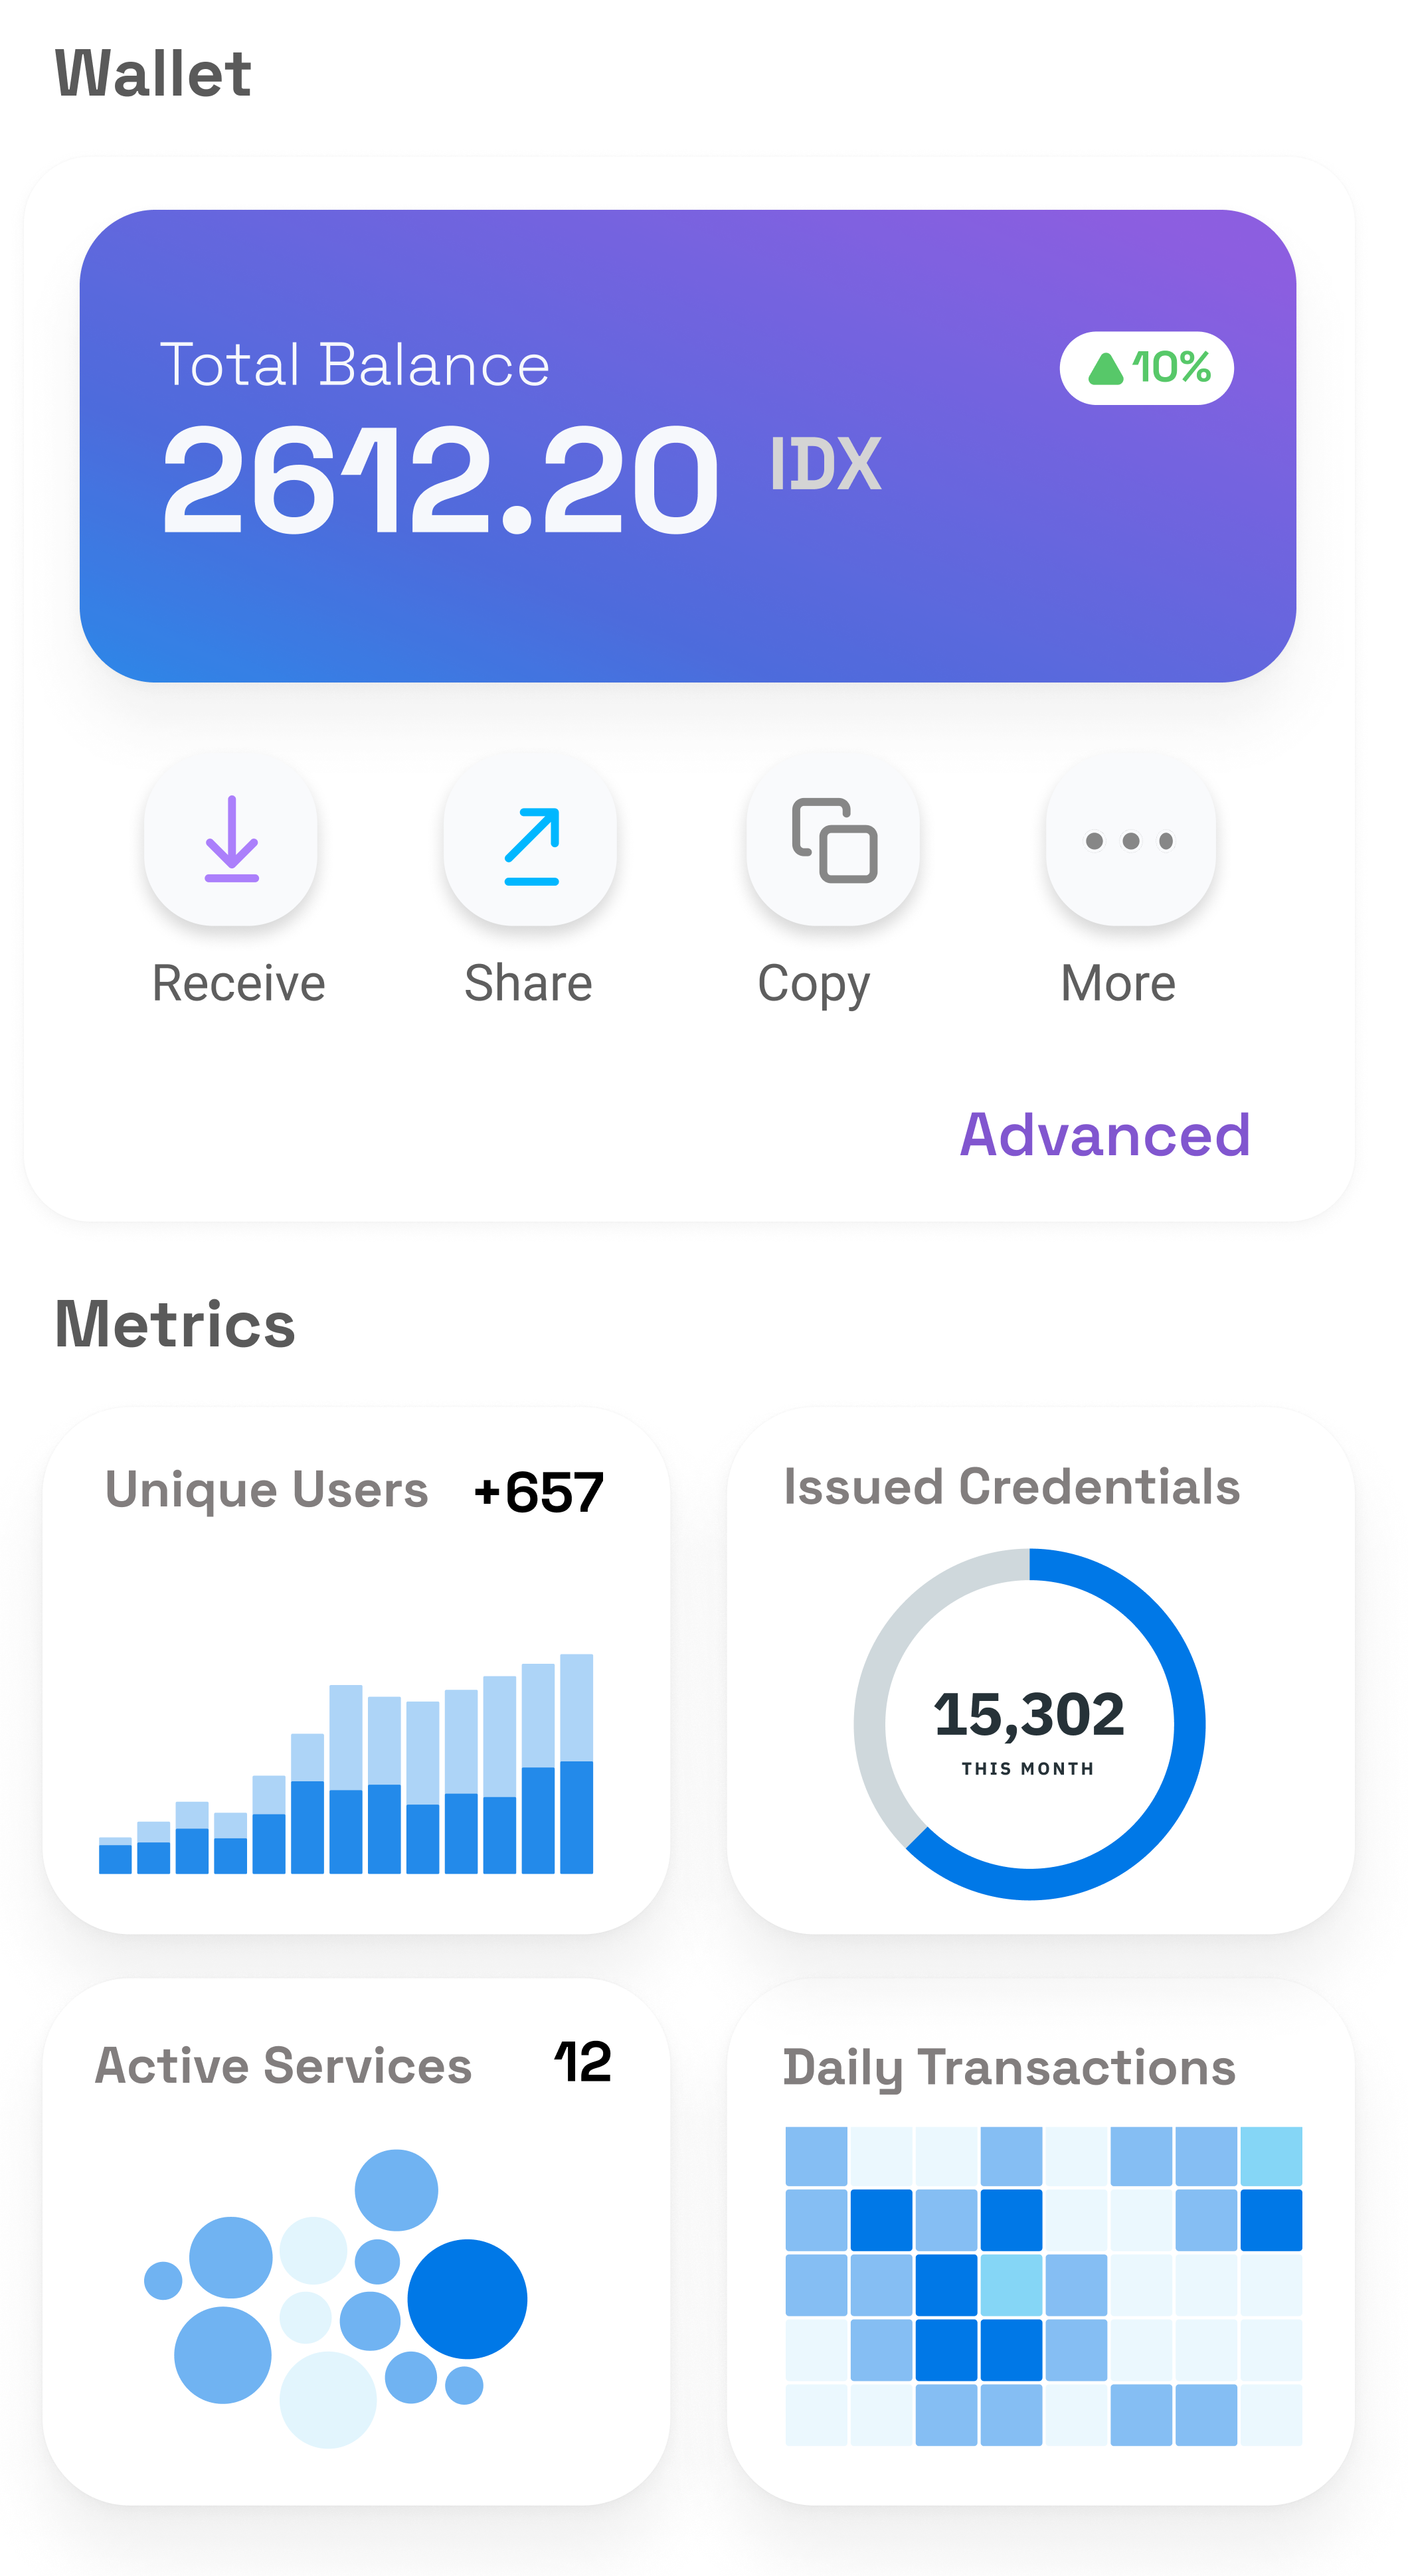 Wallet
Total Balance
10%
2612.20 IDX
Receive Share Copy More
Advanced
Metrics
Unique Users +657
Issued Credentials
15,302
THIS MONTH
Active Services 12
Daily Transactions